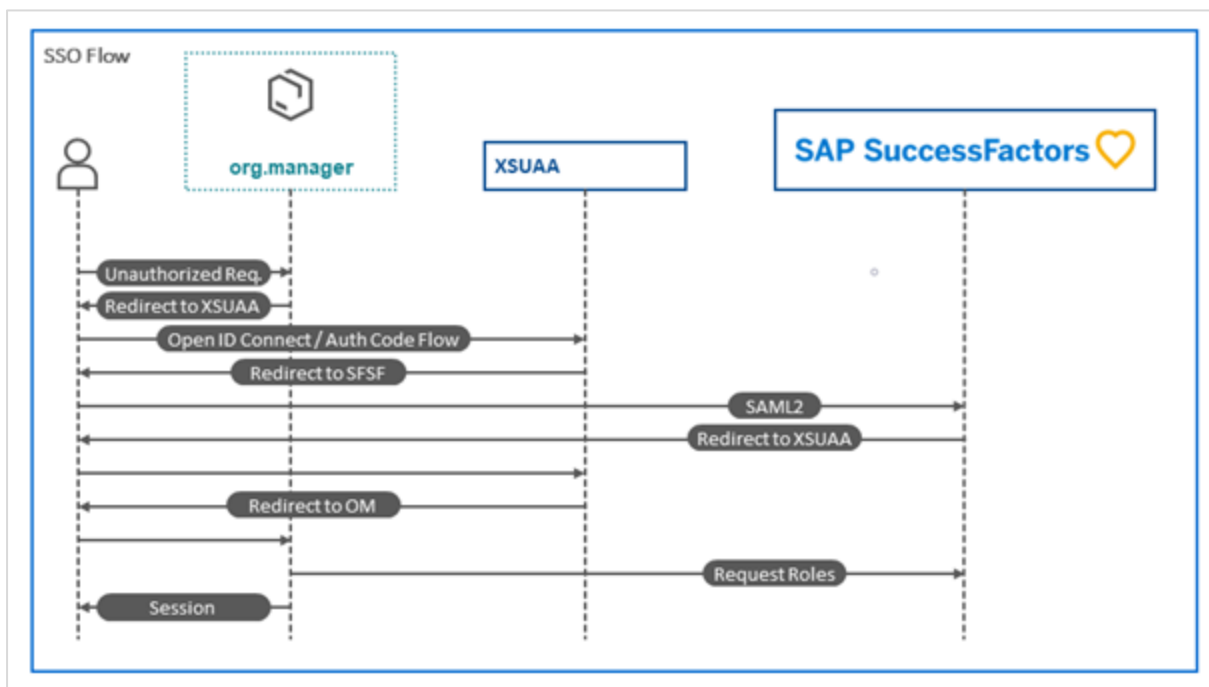 SSO Flow
org.manager
XSUAA
SAP SuccessFactors
Unauthorized Req.
Redirect to XSUAA
Open ID Connect / Auth Code Flow
Redirect to SFSF
SAML2
Redirect to XSUAA
Redirect to OM
Request Roles
Session